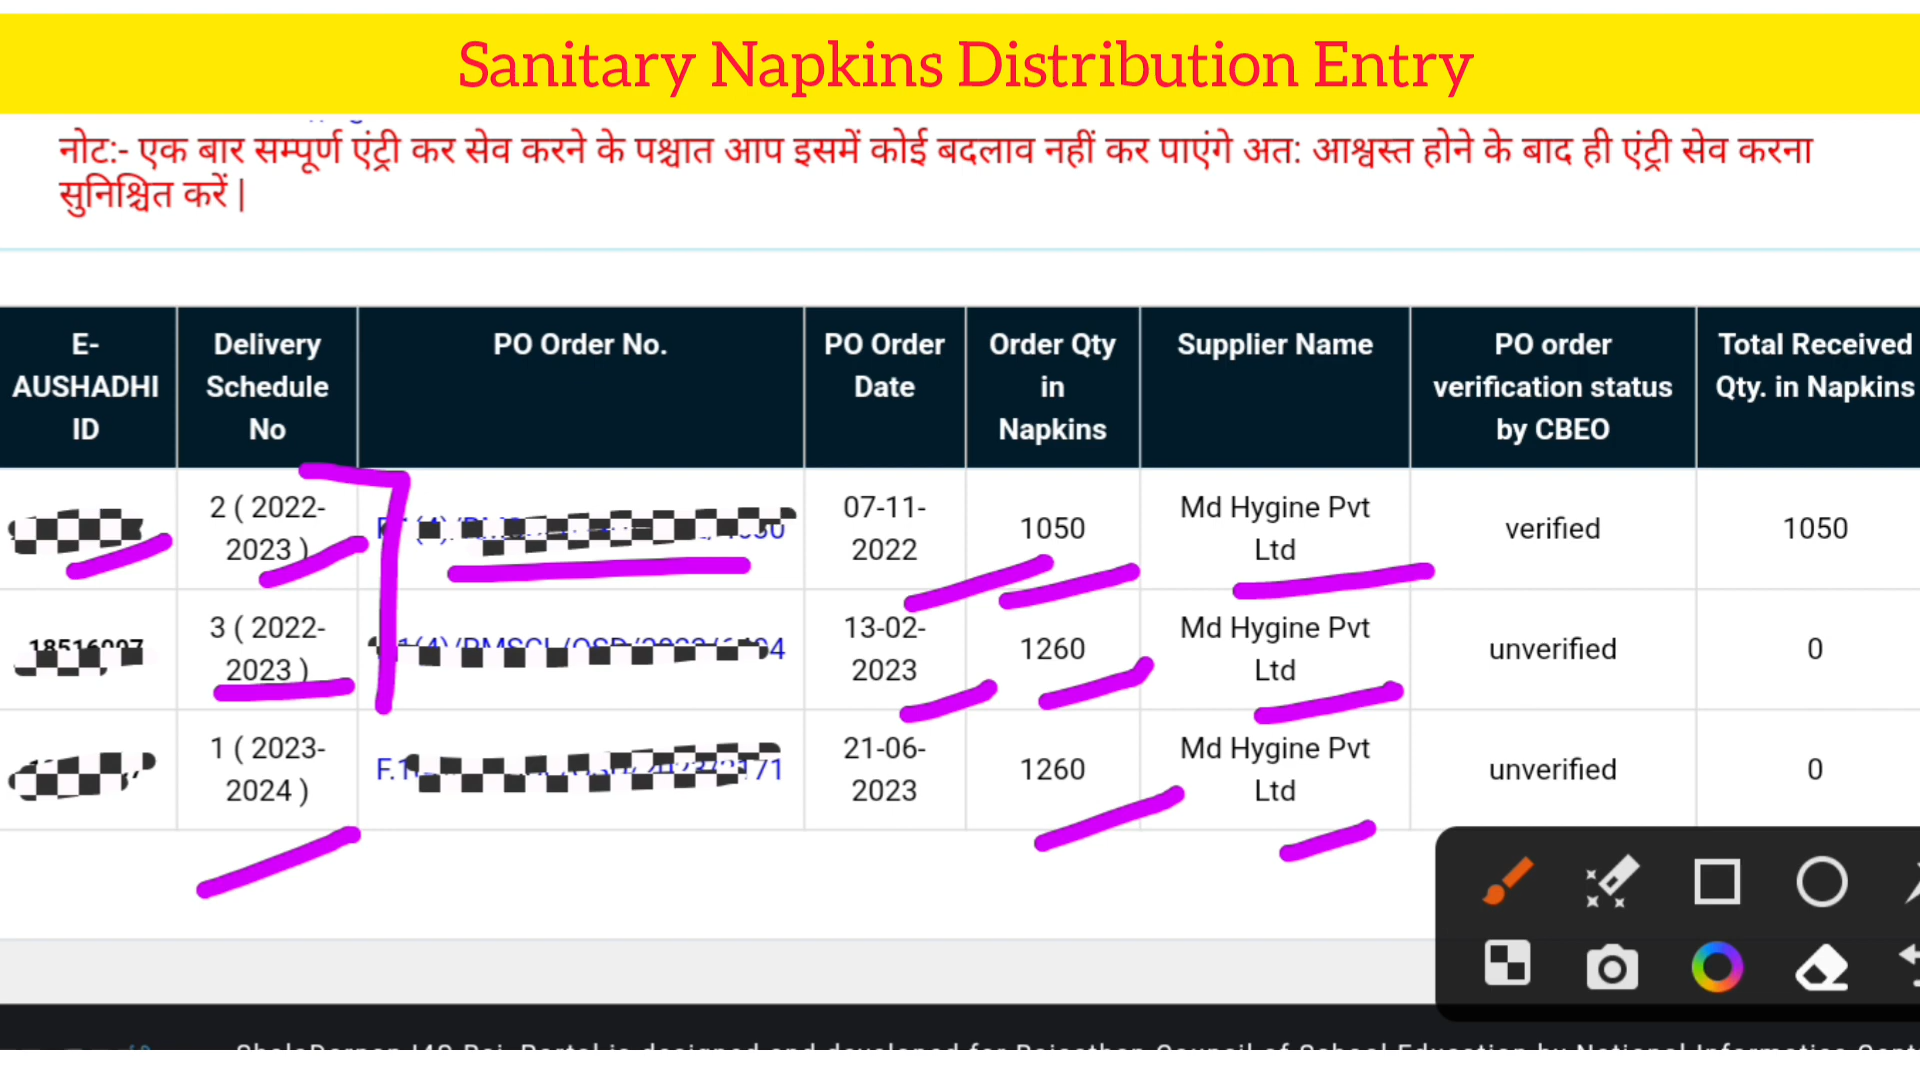 Sanitary Napkins Distribution Entry
नोट:- एक बार सम्पूर्ण एंट्री कर सेव करने के पश्चात आप इसमें कोई बदलाव नहीं कर पाएंगे अत: आश्वस्त होने के बाद ही एंट्री सेव करना
सुनिश्चित करें |
E-AUSHADHI ID Delivery Schedule No PO Order No. PO Order Date Order Qty in Napkins Supplier Name PO order verification status by CBEO Total Received Qty. in Napkins
2 ( 2022-2023 ) 07-11-2022 1050 Md Hygine Pvt Ltd verified 1050
3 ( 2022-2023 ) 13-02-2023 1260 Md Hygine Pvt Ltd unverified 0
1 ( 2023-2024 ) 21-06-2023 1260 Md Hygine Pvt Ltd unverified 0